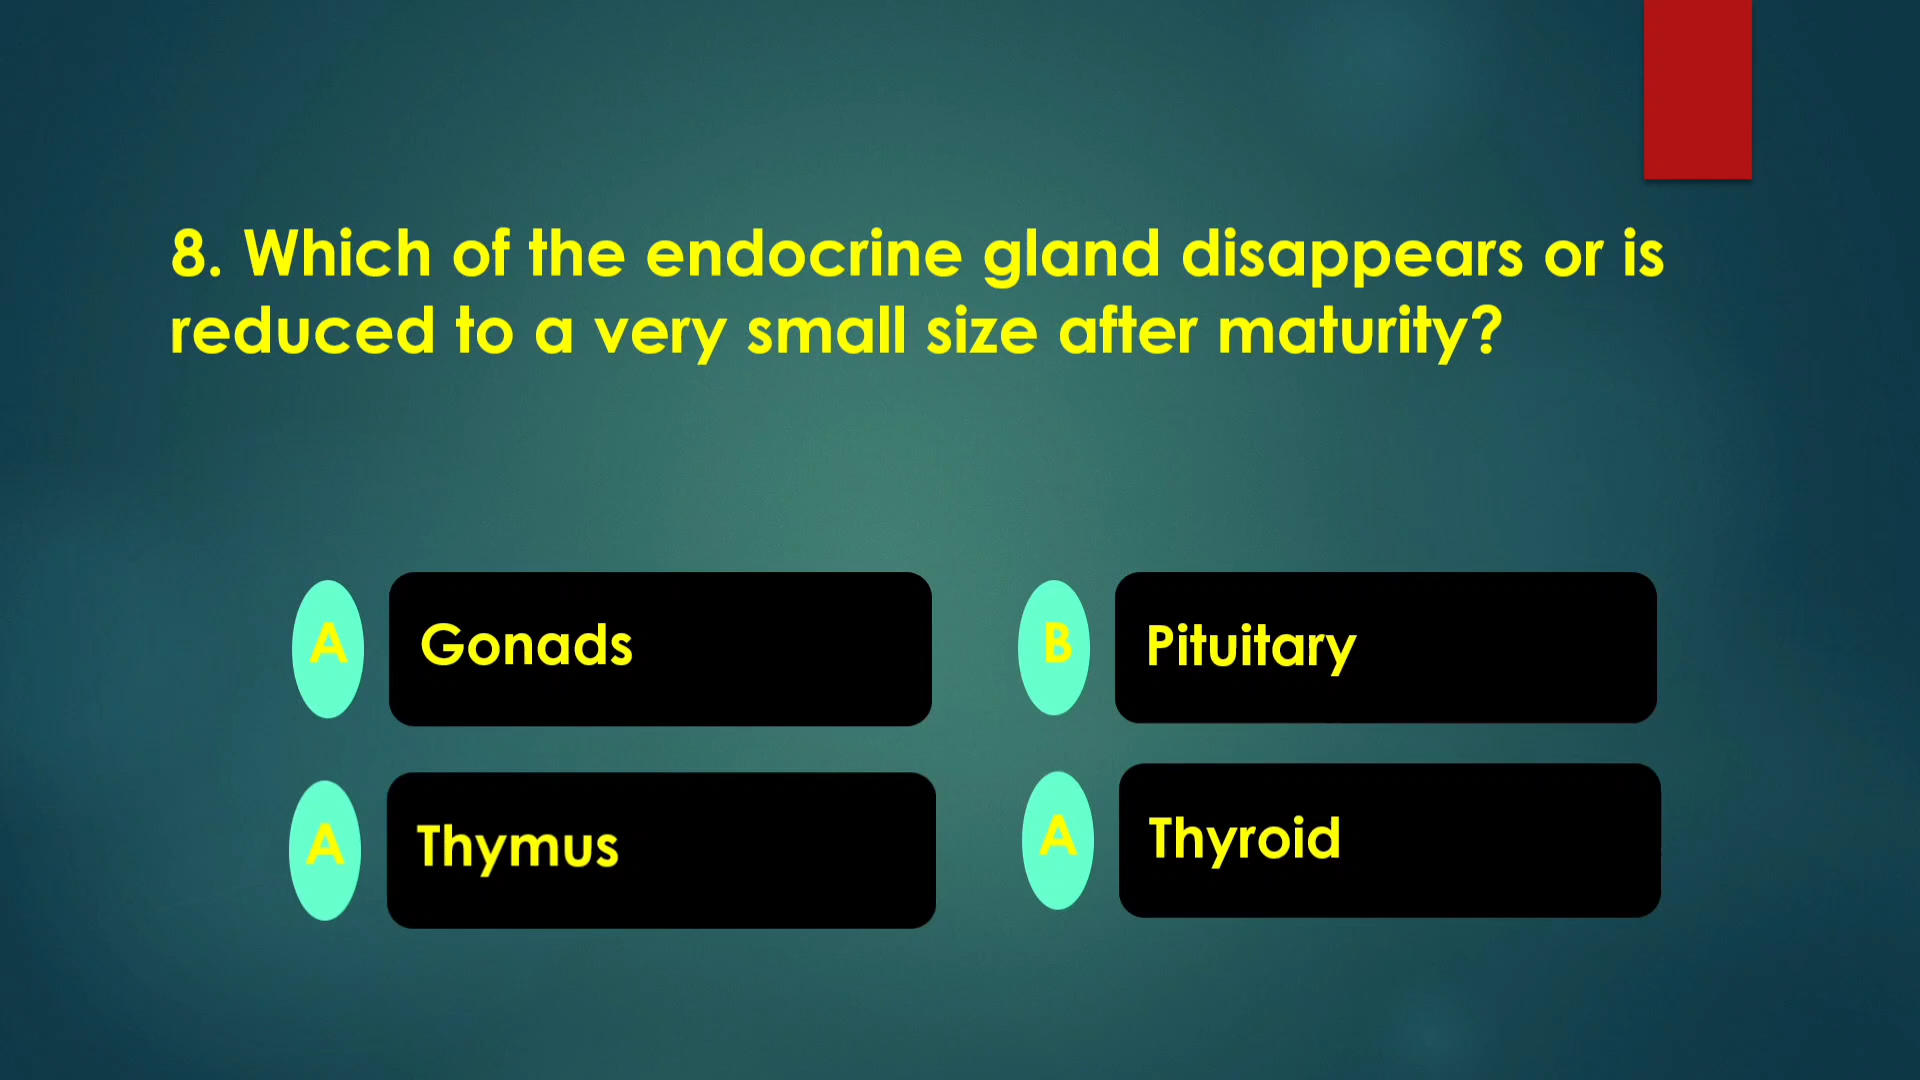 8. Which of the endocrine gland disappears or is
reduced to a very small size after maturity?
A Gonads
B Pituitary
A Thymus
A Thyroid